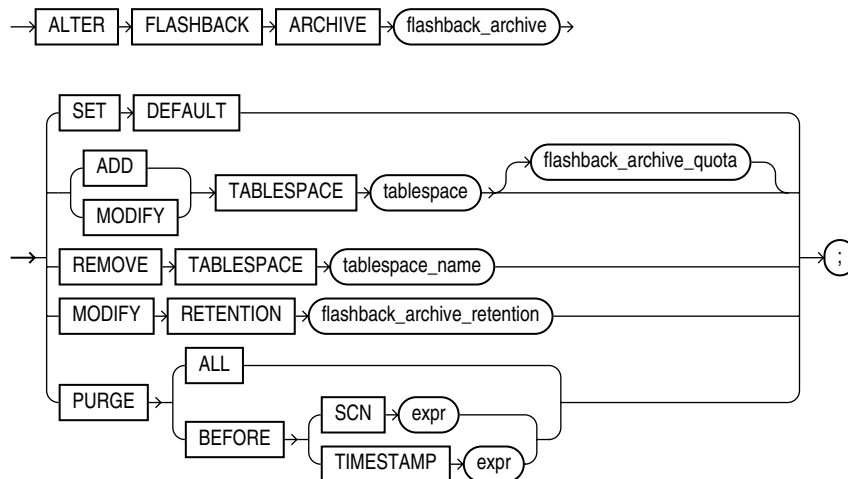 ALTER FLASHBACK ARCHIVE flashback_archive
SET DEFAULT
flashback_archive_quota
ADD
TABLESPACE tablespace
MODIFY
REMOVE TABLESPACE tablespace_name ;
MODIFY RETENTION flashback_archive_retention
ALL
PURGE
SCN expr
BEFORE
TIMESTAMP expr